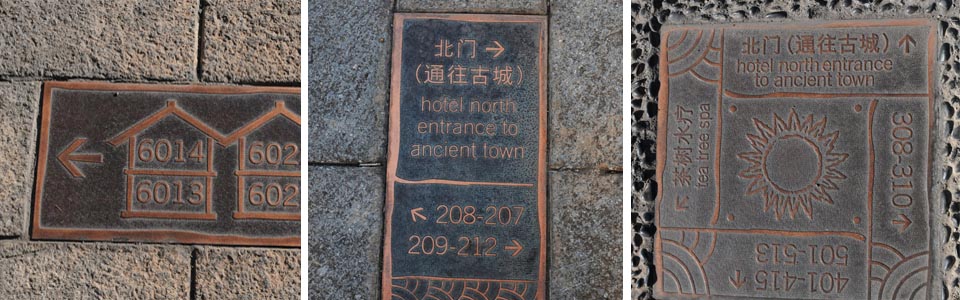 ← 6014 602
6013 602
北门 →
（通往古城）
hotel north
entrance to
ancient town
↖ 208-207
209-212 →
北门（通往古城）↑
hotel north entrance
to ancient town
茶树水疗
tea tree spa
308-310
501-513
401-415